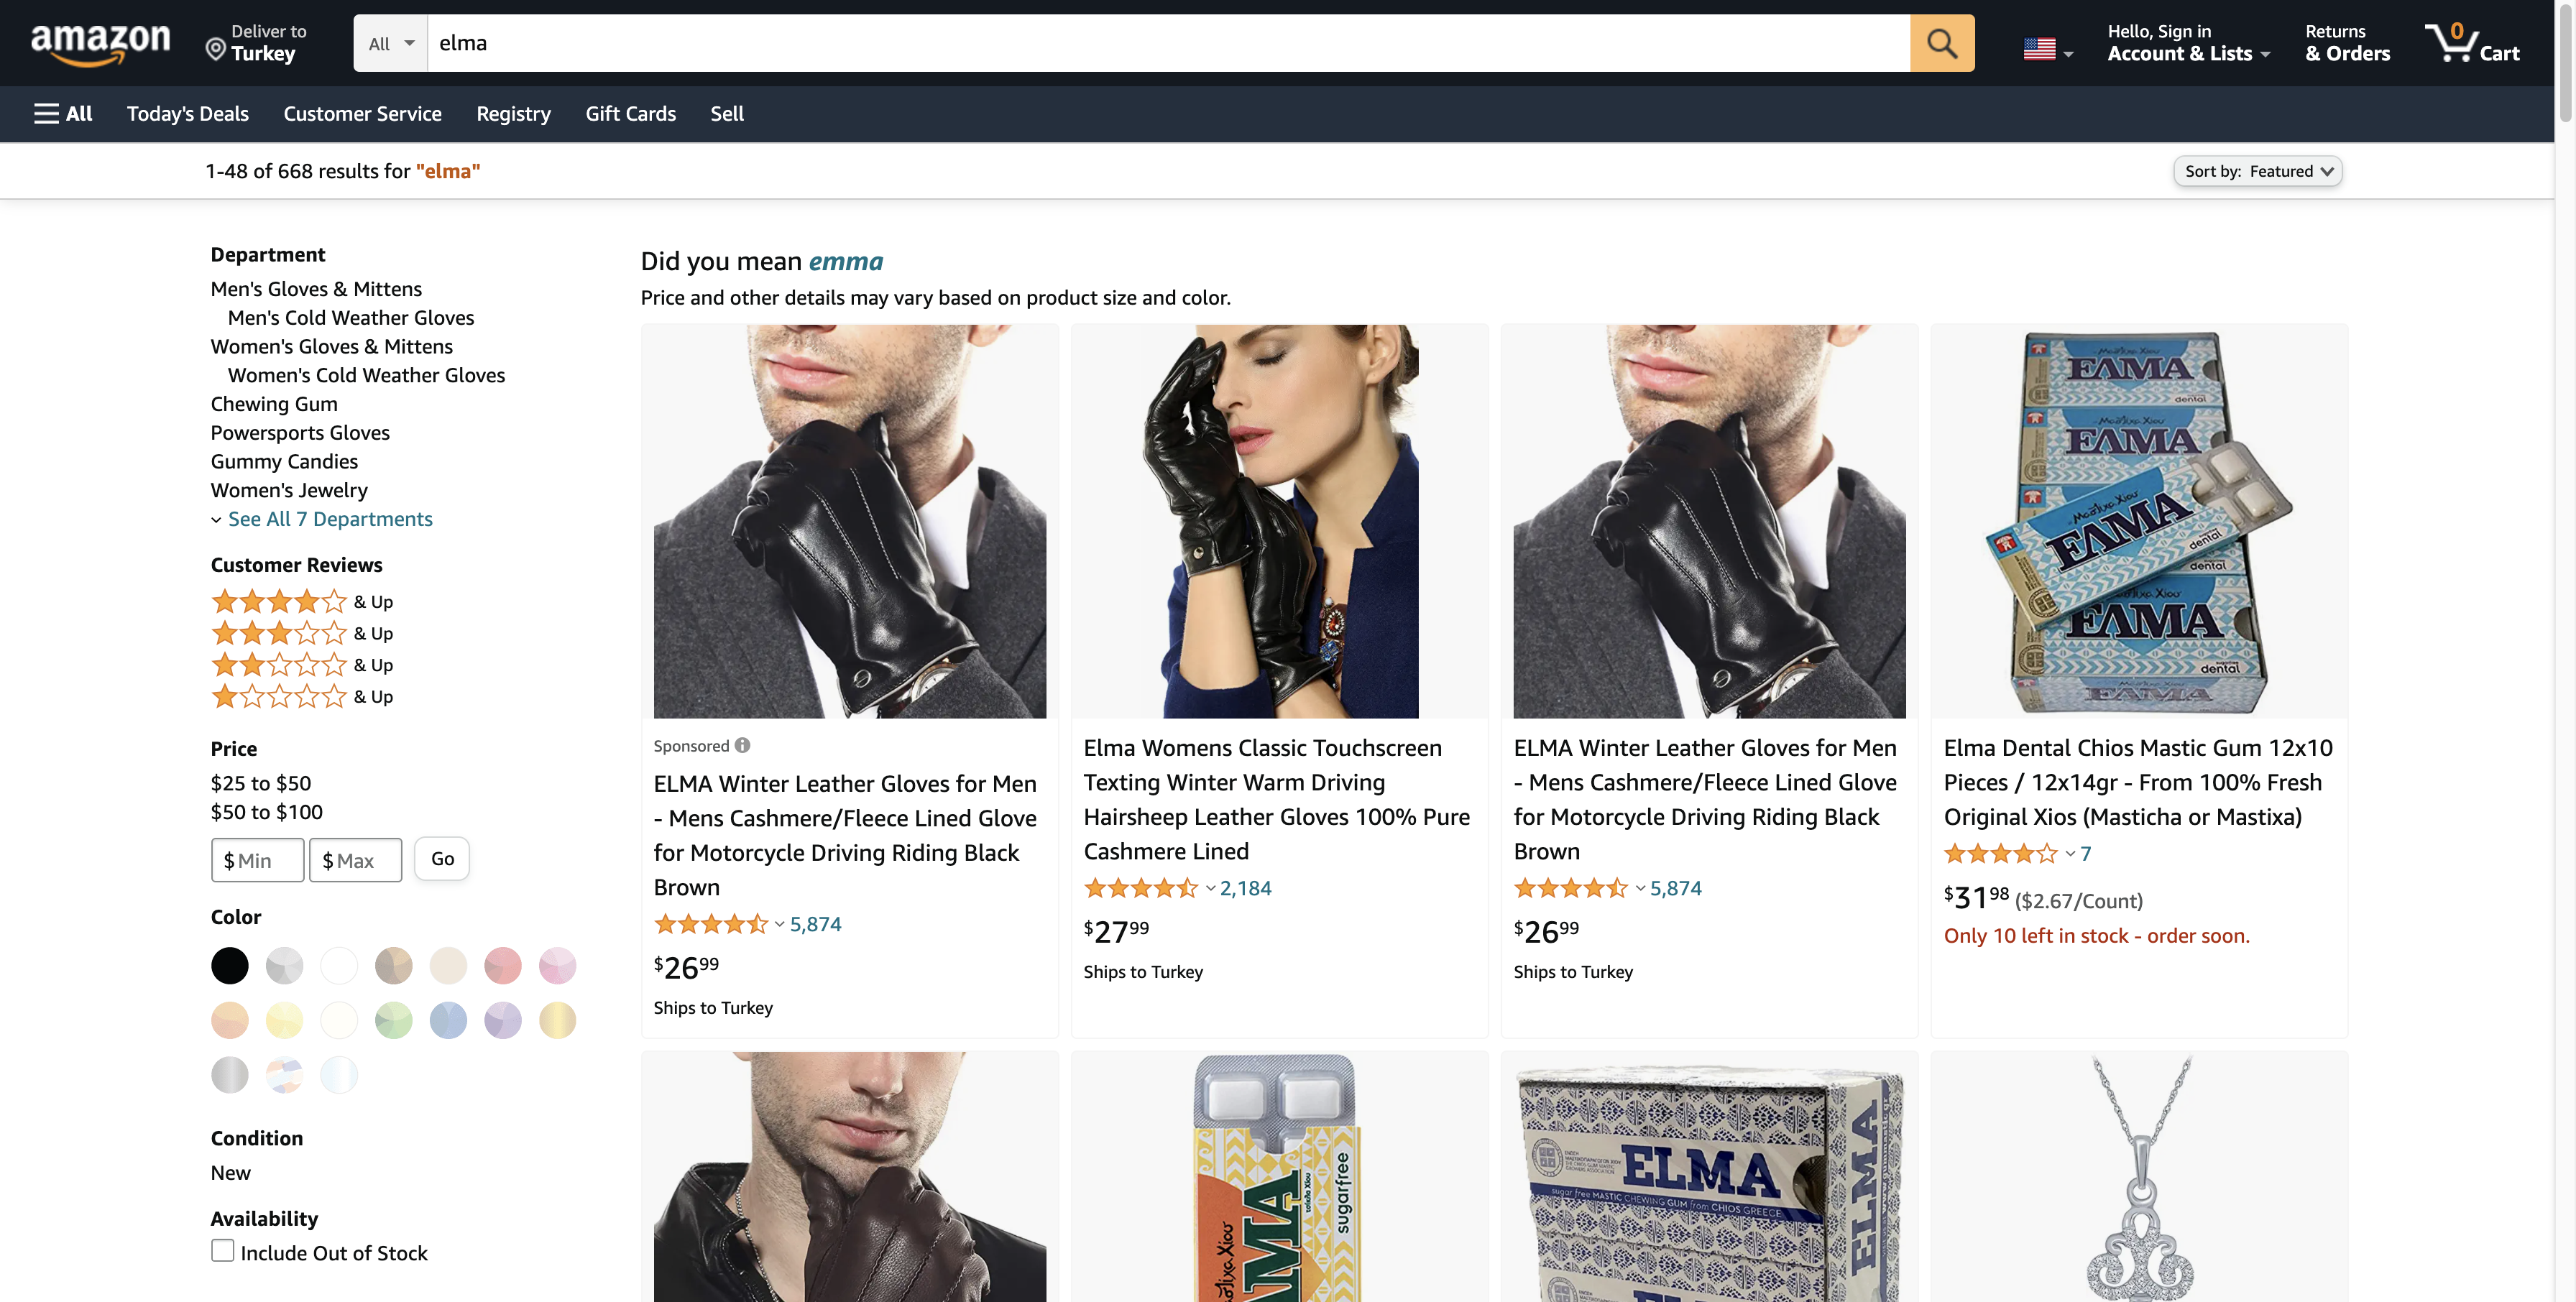 amazon
Deliver to
Turkey
All
elma
Hello, Sign in
Account & Lists
Returns
& Orders
0
Cart
All
Today's Deals
Customer Service
Registry
Gift Cards
Sell
1-48 of 668 results for "elma"
Sort by: Featured
Department
Men's Gloves & Mittens
Men's Cold Weather Gloves
Women's Gloves & Mittens
Women's Cold Weather Gloves
Chewing Gum
Powersports Gloves
Gummy Candies
Women's Jewelry
See All 7 Departments
Customer Reviews
& Up
& Up
& Up
& Up
Price
$25 to $50
$50 to $100
$ Min
$ Max
Go
Color
Condition
New
Availability
Include Out of Stock
Did you mean emma
Price and other details may vary based on product size and color.
Sponsored
ELMA Winter Leather Gloves for Men
- Mens Cashmere/Fleece Lined Glove
for Motorcycle Driving Riding Black
Brown
5,874
$26.99
Ships to Turkey
Elma Womens Classic Touchscreen
Texting Winter Warm Driving
Hairsheep Leather Gloves 100% Pure
Cashmere Lined
2,184
$27.99
Ships to Turkey
ELMA Winter Leather Gloves for Men
- Mens Cashmere/Fleece Lined Glove
for Motorcycle Driving Riding Black
Brown
5,874
$26.99
Ships to Turkey
ΕΛΜΑ
dental
ΕΛΜΑ
ΕΛΜΑ
dental
dental
ΕΛΜΑ
dental
ΕΛΜΑ
Elma Dental Chios Mastic Gum 12x10
Pieces / 12x14gr - From 100% Fresh
Original Xios (Masticha or Mastixa)
7
$31.98 ($2.67/Count)
Only 10 left in stock - order soon.
sugarfree
ELMA
sugar free MASTIC CHEWING GUM from CHIOS GREECE
ELMA